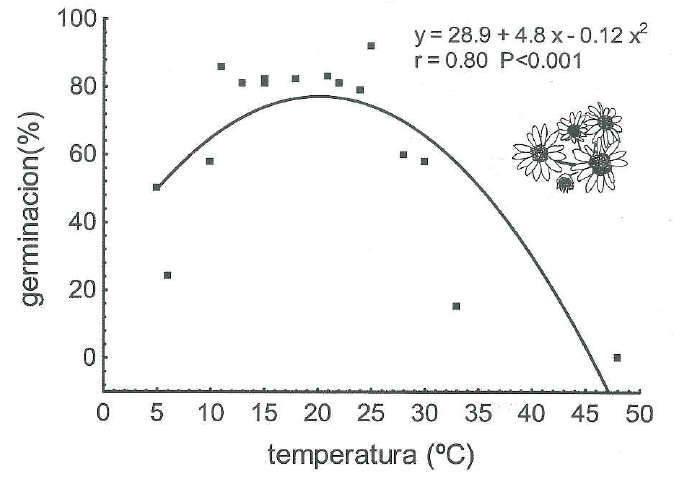 100
80
60
40
20
0
germinacion(%)
y = 28.9 + 4.8 x - 0.12 x²
r = 0.80 P<0.001
0 5 10 15 20 25 30 35 40 45 50
temperatura (ºC)